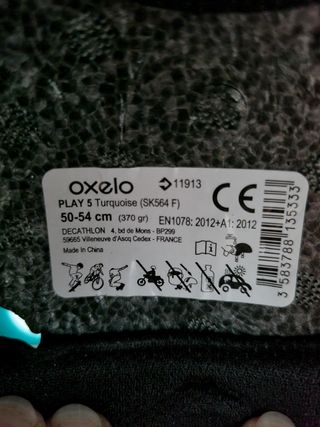 oxelo 11913
PLAY 5 Turquoise (SK564 F)
50-54 cm (370 gr) EN1078: 2012+A1: 2012
DECATHLON 4, bd de Mons - BP299
59665 Villeneuve d'Ascq Cedex - FRANCE
Made In China
CE
3 583788 135333